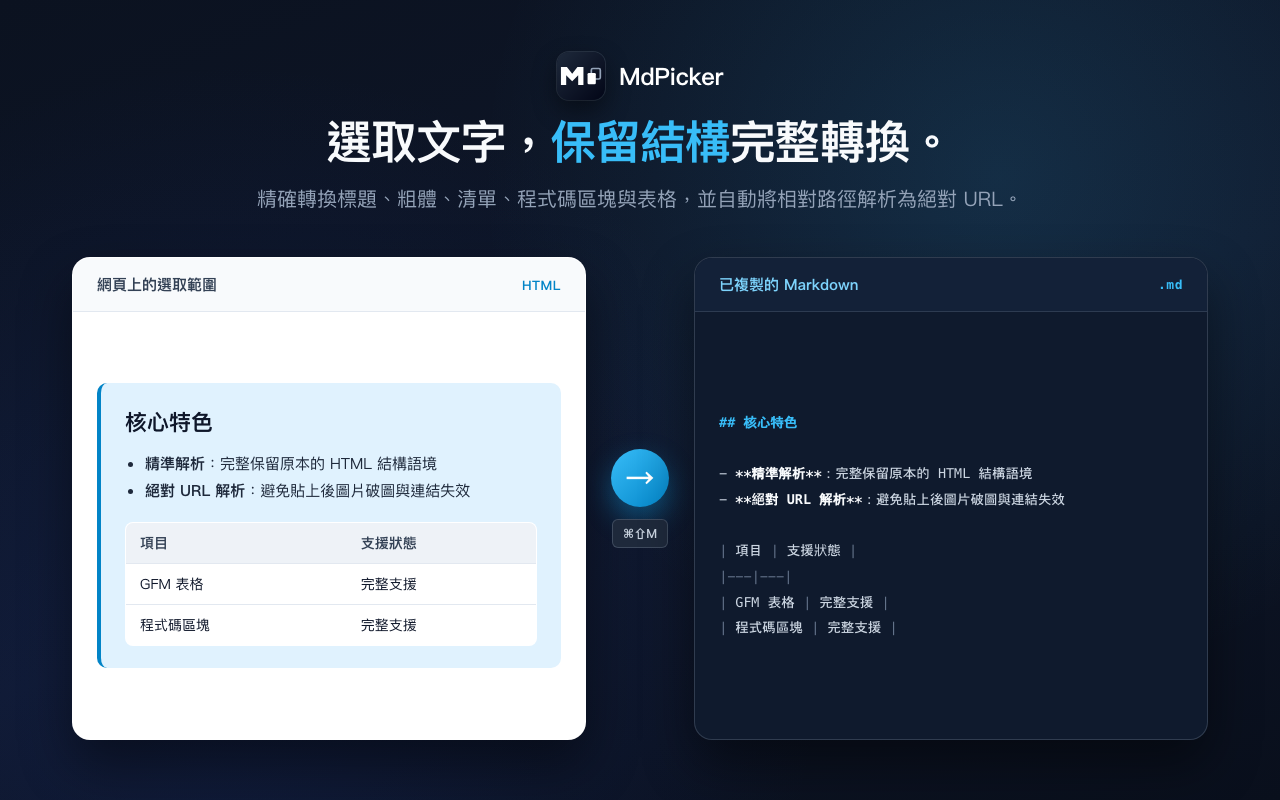 MdPicker
選取文字，保留結構完整轉換。
精確轉換標題、粗體、清單、程式碼區塊與表格，並自動將相對路徑解析為絕對 URL。
網頁上的選取範圍
HTML
核心特色
• 精準解析：完整保留原本的 HTML 結構語境
• 絕對 URL 解析：避免貼上後圖片破圖與連結失效
項目 支援狀態
GFM 表格 完整支援
程式碼區塊 完整支援
→
⌘⇧M
已複製的 Markdown
.md
## 核心特色
- **精準解析**：完整保留原本的 HTML 結構語境
- **絕對 URL 解析**：避免貼上後圖片破圖與連結失效
| 項目 | 支援狀態 |
|---|---|
| GFM 表格 | 完整支援 |
| 程式碼區塊 | 完整支援 |